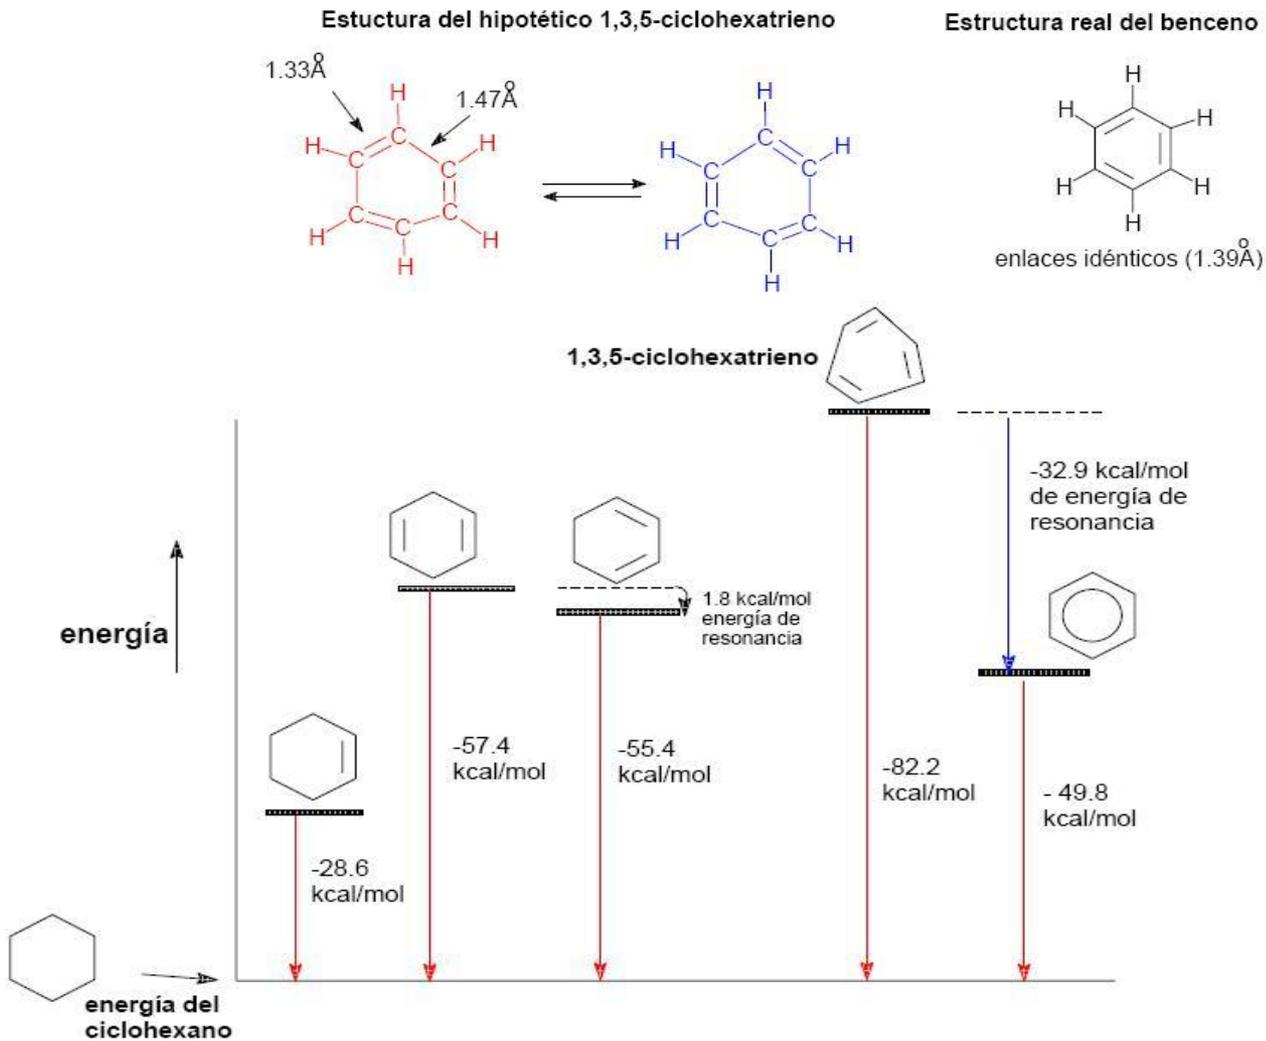 Estuctura del hipotético 1,3,5-ciclohexatrieno
Estructura real del benceno
1.33Å
1.47Å
H
H
H
H
H
H
C
C
C
C
C
C
H
H
H
H
H
H
C
C
C
C
C
C
H
H
H
H
H
H
enlaces idénticos (1.39Å)
1,3,5-ciclohexatrieno
-32.9 kcal/mol
de energía de
resonancia
1.8 kcal/mol
energía de
resonancia
energía
-57.4
kcal/mol
-55.4
kcal/mol
-82.2
kcal/mol
- 49.8
kcal/mol
-28.6
kcal/mol
energía del
ciclohexano